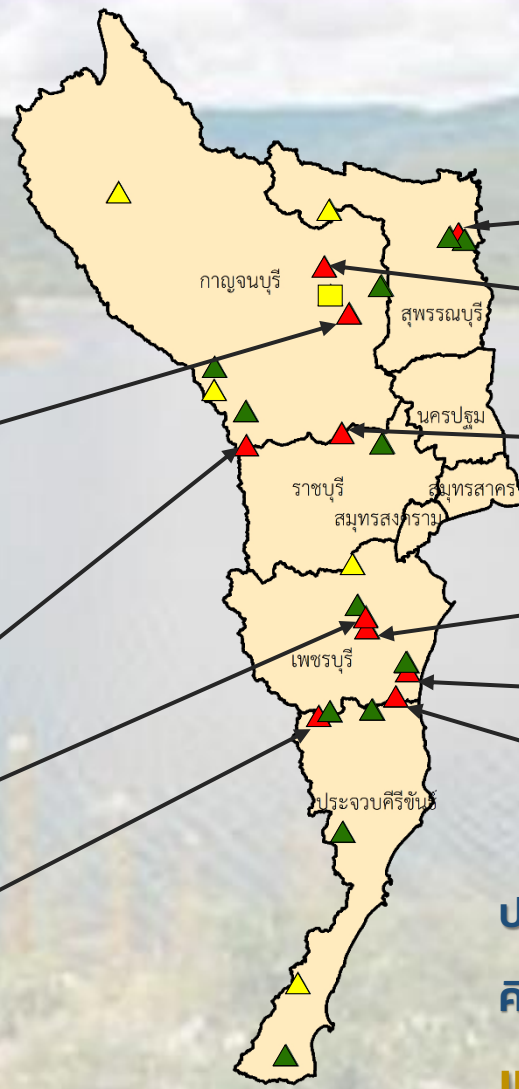 กาญจนบุรี
สุพรรณบุรี
นครปฐม
ราชบุรี
สมุทรสาคร
สมุทรสงคราม
เพชรบุรี
ประจวบคีรีขันธ์